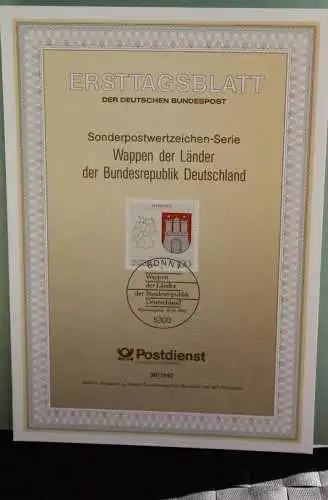 ERSTTAGSBLATT
DER DEUTSCHEN BUNDESPOST
Sonderpostwertzeichen-Serie
Wappen der Länder
der Bundesrepublik Deutschland
HAMBURG
BONN
Wappen
der Länder
der Bundesrepublik
Deutschland
5300
Postdienst